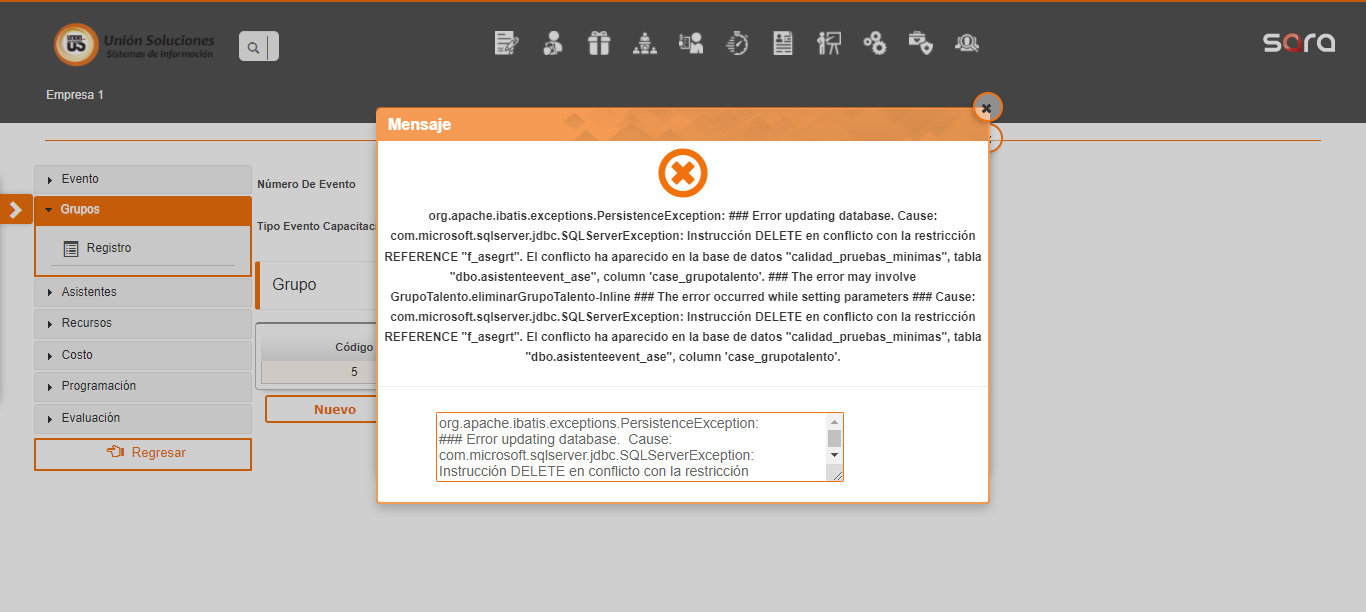 UNION
US
Unión Soluciones
Sistemas de Información
sara
Empresa 1
Mensaje
Evento
Grupos
Registro
Asistentes
Recursos
Costo
Programación
Evaluación
Regresar
Número De Evento
Tipo Evento Capacitac
Grupo
Código
5
Nuevo
org.apache.ibatis.exceptions.PersistenceException: ### Error updating database. Cause:
com.microsoft.sqlserver.jdbc.SQLServerException: Instrucción DELETE en conflicto con la restricción
REFERENCE "f_asegrt". El conflicto ha aparecido en la base de datos "calidad_pruebas_minimas", tabla
"dbo.asistenteevent_ase", column 'case_grupotalento'. ### The error may involve
GrupoTalento.eliminarGrupoTalento-Inline ### The error occurred while setting parameters ### Cause:
com.microsoft.sqlserver.jdbc.SQLServerException: Instrucción DELETE en conflicto con la restricción
REFERENCE "f_asegrt". El conflicto ha aparecido en la base de datos "calidad_pruebas_minimas", tabla
"dbo.asistenteevent_ase", column 'case_grupotalento'.
org.apache.ibatis.exceptions.PersistenceException:
### Error updating database.  Cause:
com.microsoft.sqlserver.jdbc.SQLServerException:
Instrucción DELETE en conflicto con la restricción